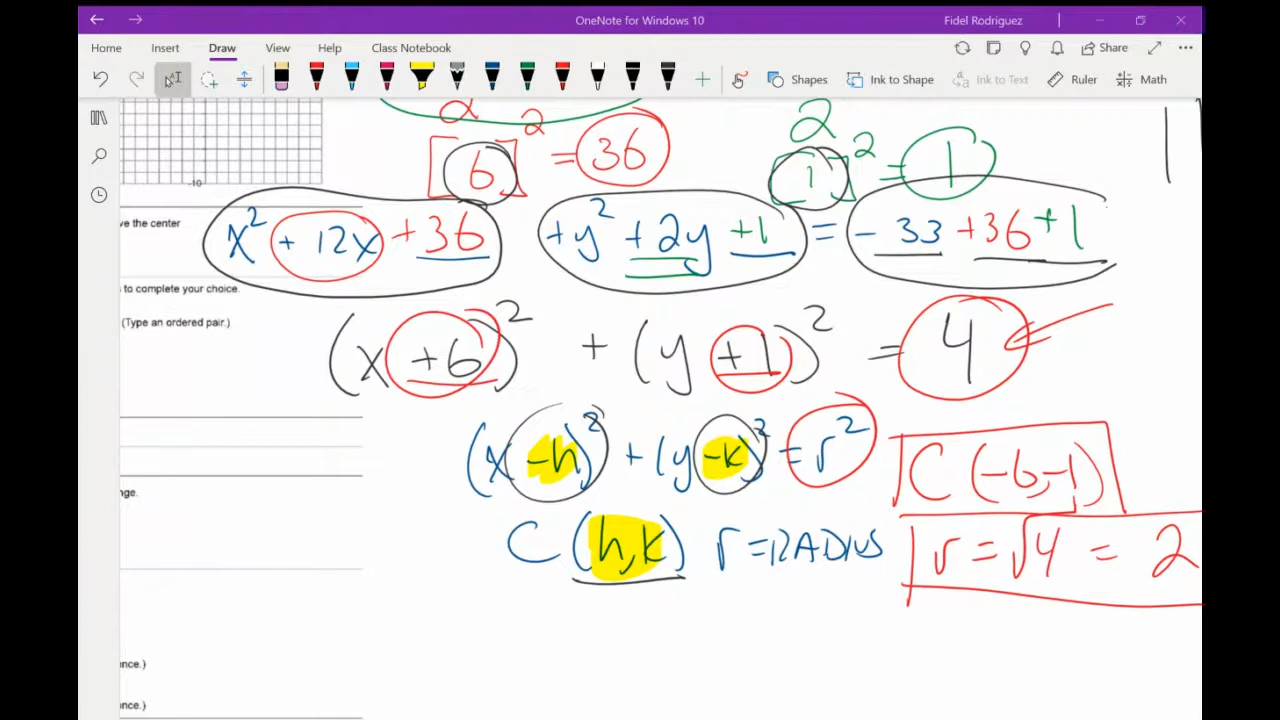 OneNote for Windows 10
Fidel Rodriguez
Home Insert Draw View Help Class Notebook
Share
Shapes Ink to Shape Ink to Text Ruler Math
2 2
[6]² = 36 [1]² = 1
-10
ve the center
x² + 12x + 36 + y² + 2y + 1 = - 33 + 36 + 1
s to complete your choice.
(Type an ordered pair.)
(x + 6)² + (y + 1)² = 4
(x - h)² + (y - k)² = r²
C (-6, -1)
nge.
C (h, k) r = RADIUS
r = √4 = 2
nce.)
nce.)